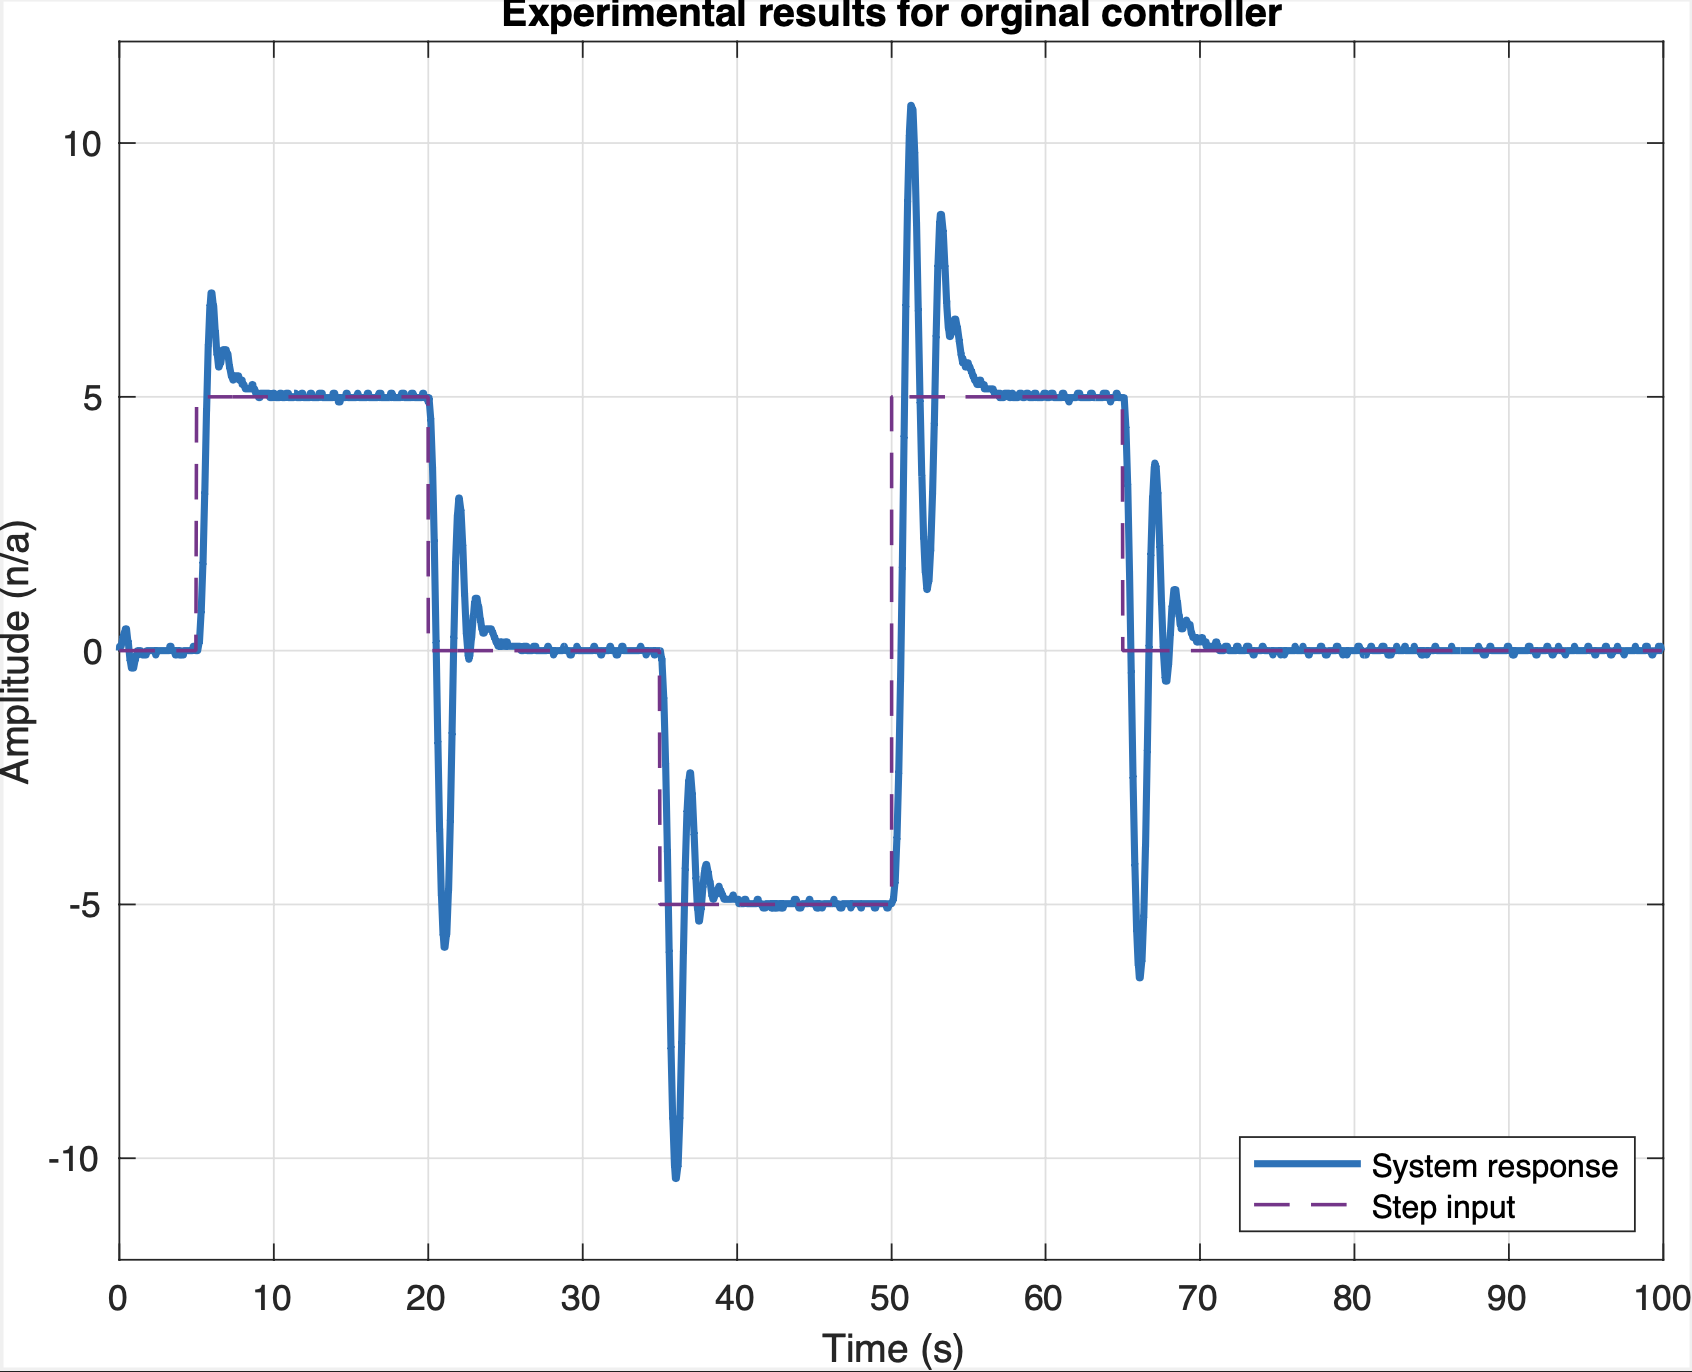 Experimental results for orginal controller
10
5
0
-5
-10
Amplitude (n/a)
System response
Step input
0 10 20 30 40 50 60 70 80 90 100
Time (s)